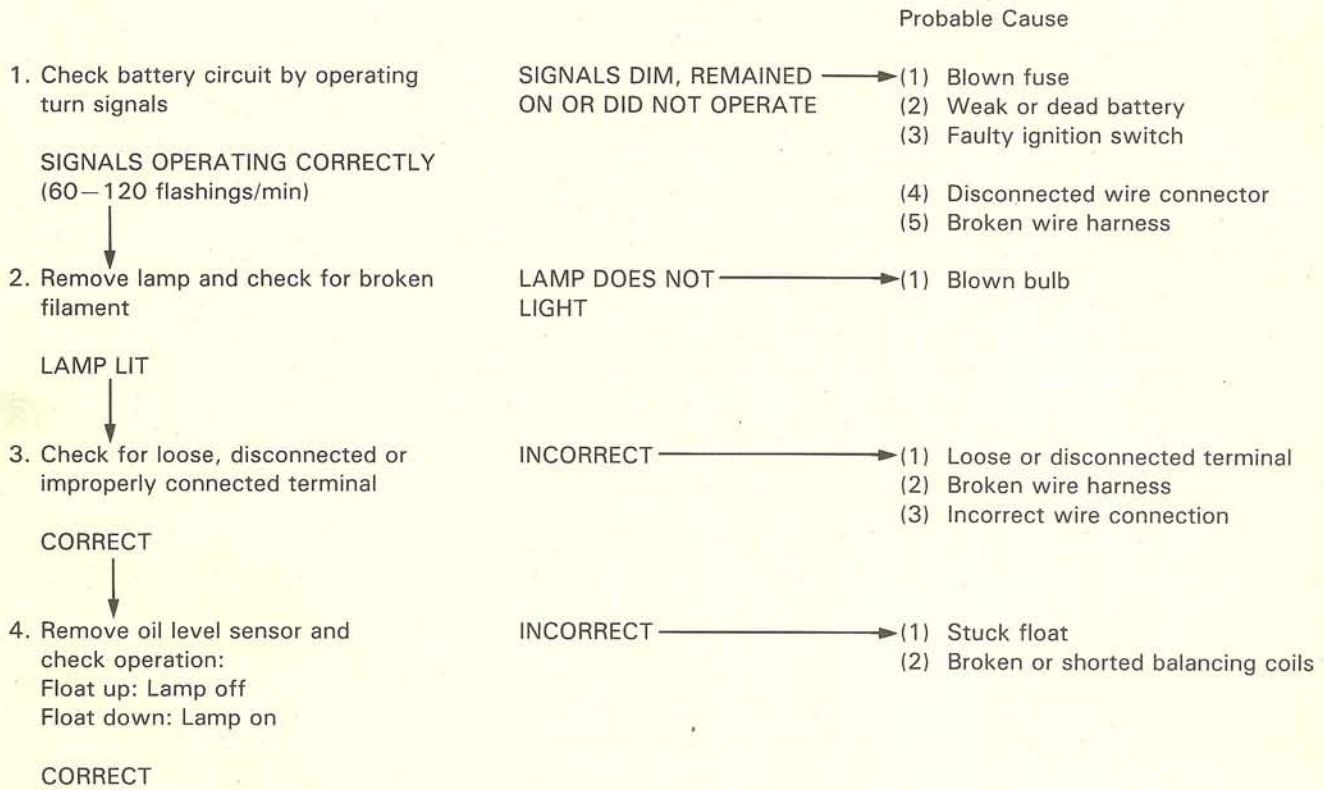 Probable Cause
1. Check battery circuit by operating
turn signals
SIGNALS DIM, REMAINED
ON OR DID NOT OPERATE
(1) Blown fuse
(2) Weak or dead battery
(3) Faulty ignition switch
(4) Disconnected wire connector
(5) Broken wire harness
SIGNALS OPERATING CORRECTLY
(60—120 flashings/min)
2. Remove lamp and check for broken
filament
LAMP DOES NOT
LIGHT
(1) Blown bulb
LAMP LIT
3. Check for loose, disconnected or
improperly connected terminal
INCORRECT
(1) Loose or disconnected terminal
(2) Broken wire harness
(3) Incorrect wire connection
CORRECT
4. Remove oil level sensor and
check operation:
Float up: Lamp off
Float down: Lamp on
INCORRECT
(1) Stuck float
(2) Broken or shorted balancing coils
CORRECT